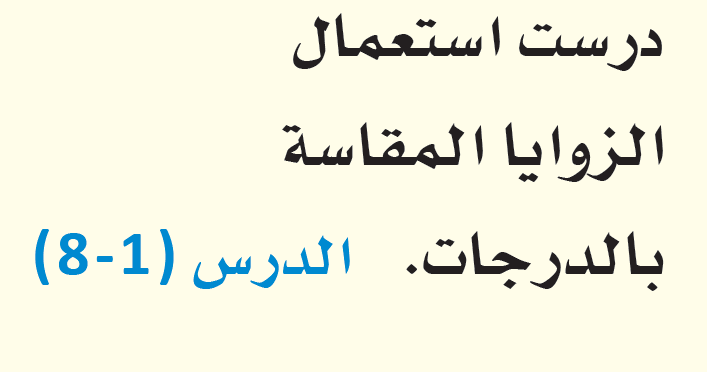 درست استعمال
الزوايا المقاسة
بالدرجات. الدرس (1-8)